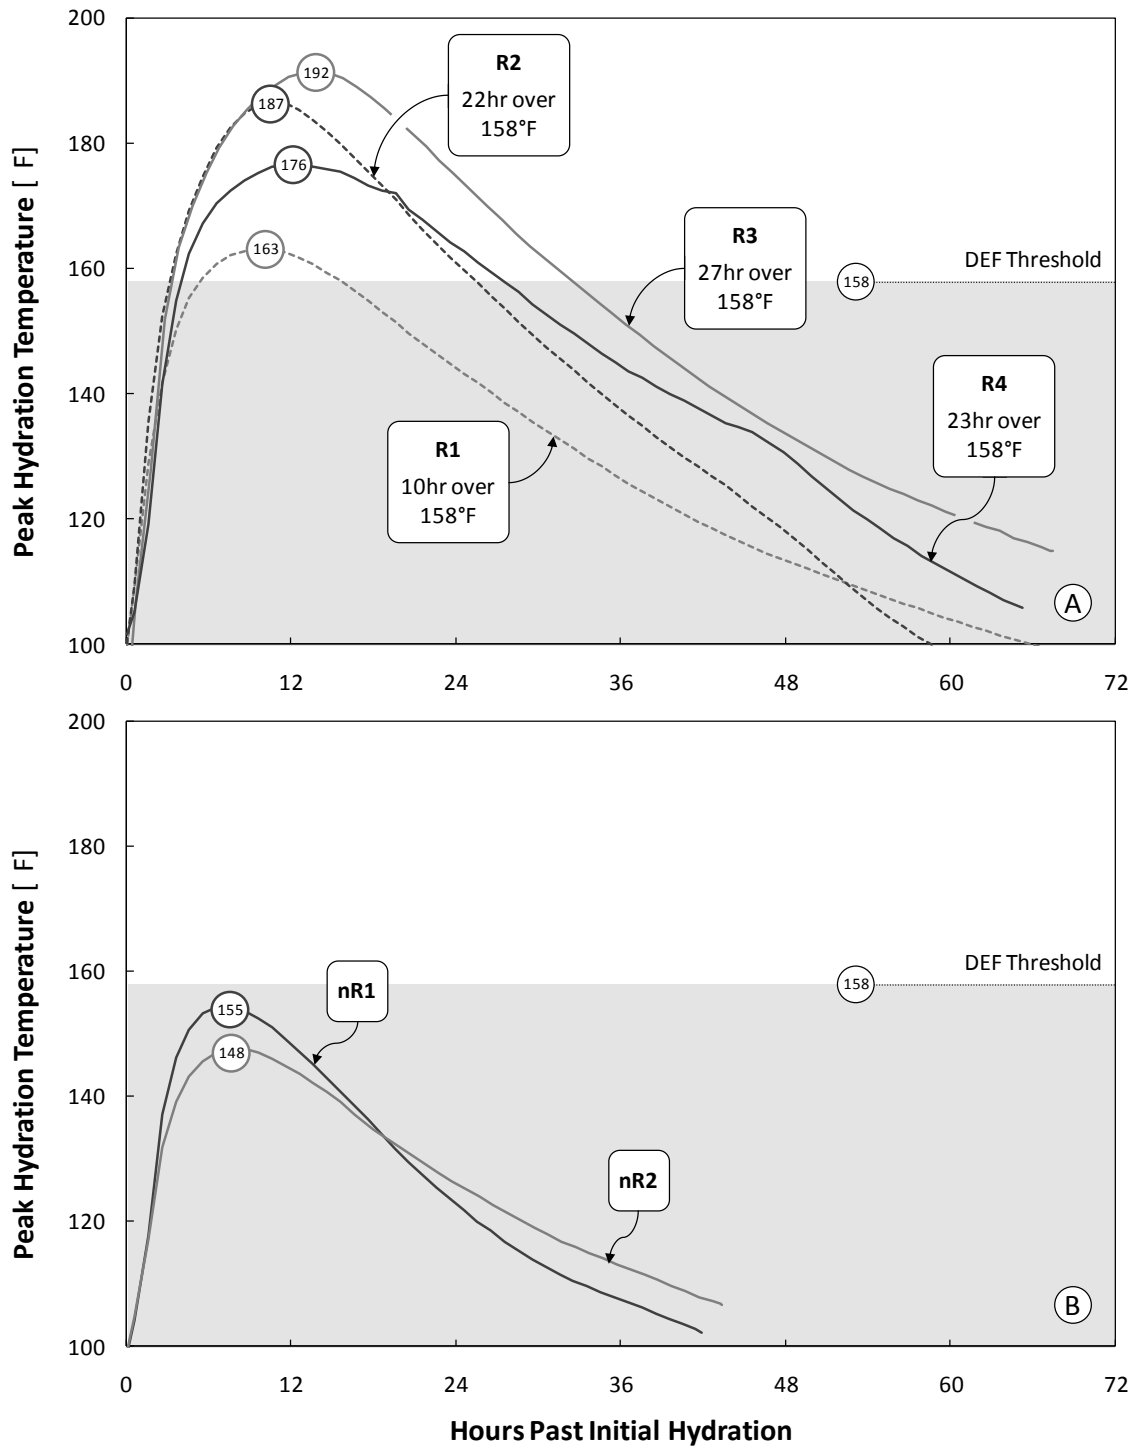 Peak Hydration Temperature [ F]
200
180
160
140
120
100
192
187
176
163
R2
22hr over
158°F
R3
27hr over
158°F
DEF Threshold
158
R4
23hr over
158°F
R1
10hr over
158°F
A
0 12 24 36 48 60 72
Peak Hydration Temperature [ F]
200
180
160
140
120
100
DEF Threshold
158
nR1
155
148
nR2
B
0 12 24 36 48 60 72
Hours Past Initial Hydration